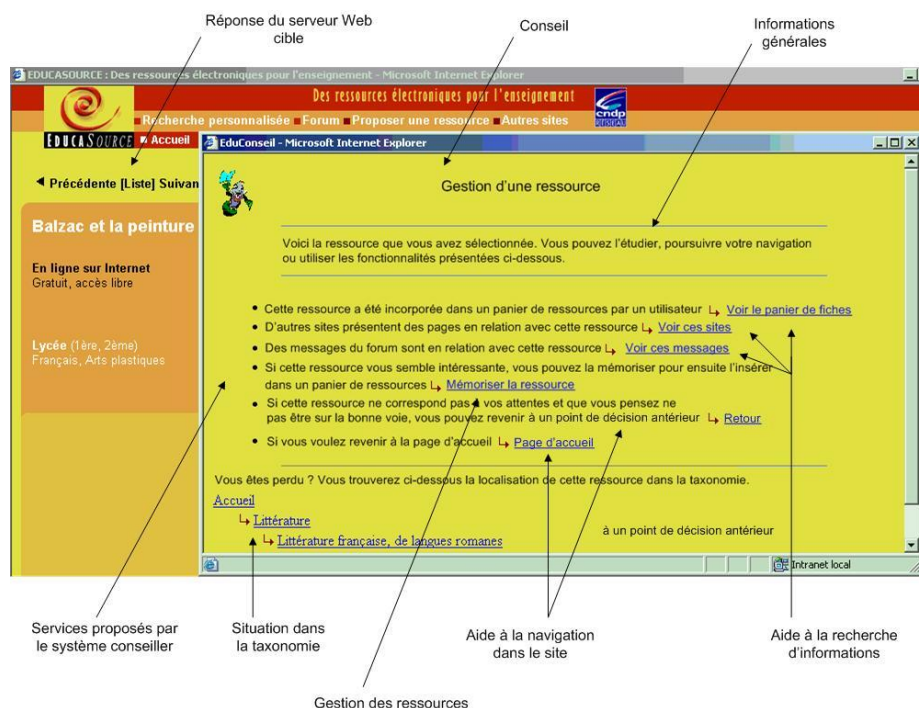 Réponse du serveur Web
cible
Conseil
Informations
générales
EDUCASOURCE : Des ressources électroniques pour l'enseignement - Microsoft Internet Explorer
Des ressources électroniques pour l'enseignement
cndp
Recherche personnalisée Forum Proposer une ressource Autres sites
EDUCASOURCE Accueil
EduConseil - Microsoft Internet Explorer
Précédente [Liste] Suivan
Gestion d'une ressource
Balzac et la peinture
Voici la ressource que vous avez sélectionnée. Vous pouvez l'étudier, poursuivre votre navigation
ou utiliser les fonctionnalités présentées ci-dessous.
En ligne sur Internet
Gratuit, accès libre
Lycée (1ère, 2ème)
Français, Arts plastiques
• Cette ressource a été incorporée dans un panier de ressources par un utilisateur Voir le panier de fiches
• D'autres sites présentent des pages en relation avec cette ressource Voir ces sites
• Des messages du forum sont en relation avec cette ressource Voir ces messages
• Si cette ressource vous semble intéressante, vous pouvez la mémoriser pour ensuite l'insérer
dans un panier de ressources Mémoriser la ressource
• Si cette ressource ne correspond pas à vos attentes et que vous pensez ne
pas être sur la bonne voie, vous pouvez revenir à un point de décision antérieur Retour
• Si vous voulez revenir à la page d'accueil Page d'accueil
Vous êtes perdu ? Vous trouverez ci-dessous la localisation de cette ressource dans la taxonomie.
Accueil
Littérature
Littérature française, de langues romanes
à un point de décision antérieur
Intranet local
Services proposés par
le système conseiller
Situation dans
la taxonomie
Aide à la navigation
dans le site
Aide à la recherche
d'informations
Gestion des ressources